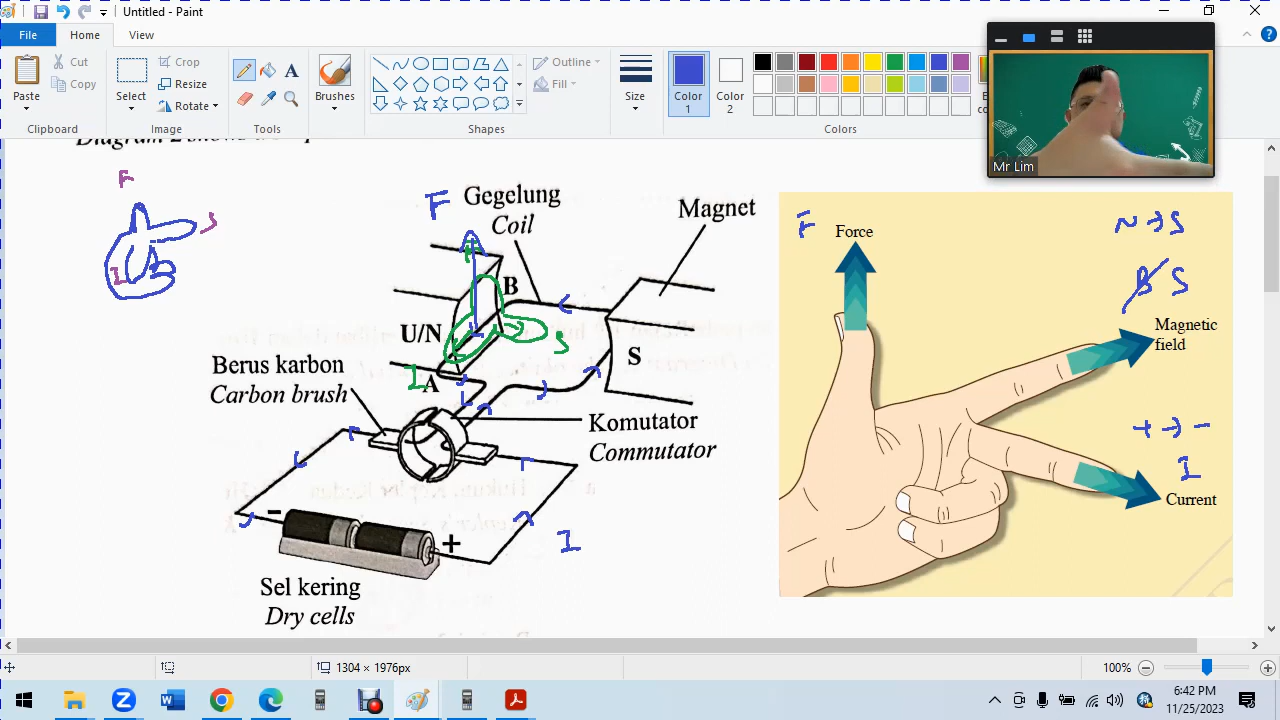 Untitled - Paint
File
Home
View
Paste
Cut
Copy
Clipboard
Select
Crop
Resize
Rotate
Image
Tools
Brushes
Shapes
Outline
Fill
Size
Color 1
Color 2
Colors
Mr Lim
F
S
I
F
Gegelung
Coil
Magnet
F
B
U/N
S
S
I
A
Berus karbon
Carbon brush
Komutator
Commutator
-
+
I
Sel kering
Dry cells
F
Force
N → S
B S
Magnetic
field
+ → -
I
Current
1304 × 1976px
100%
6:42 PM
11/25/2023